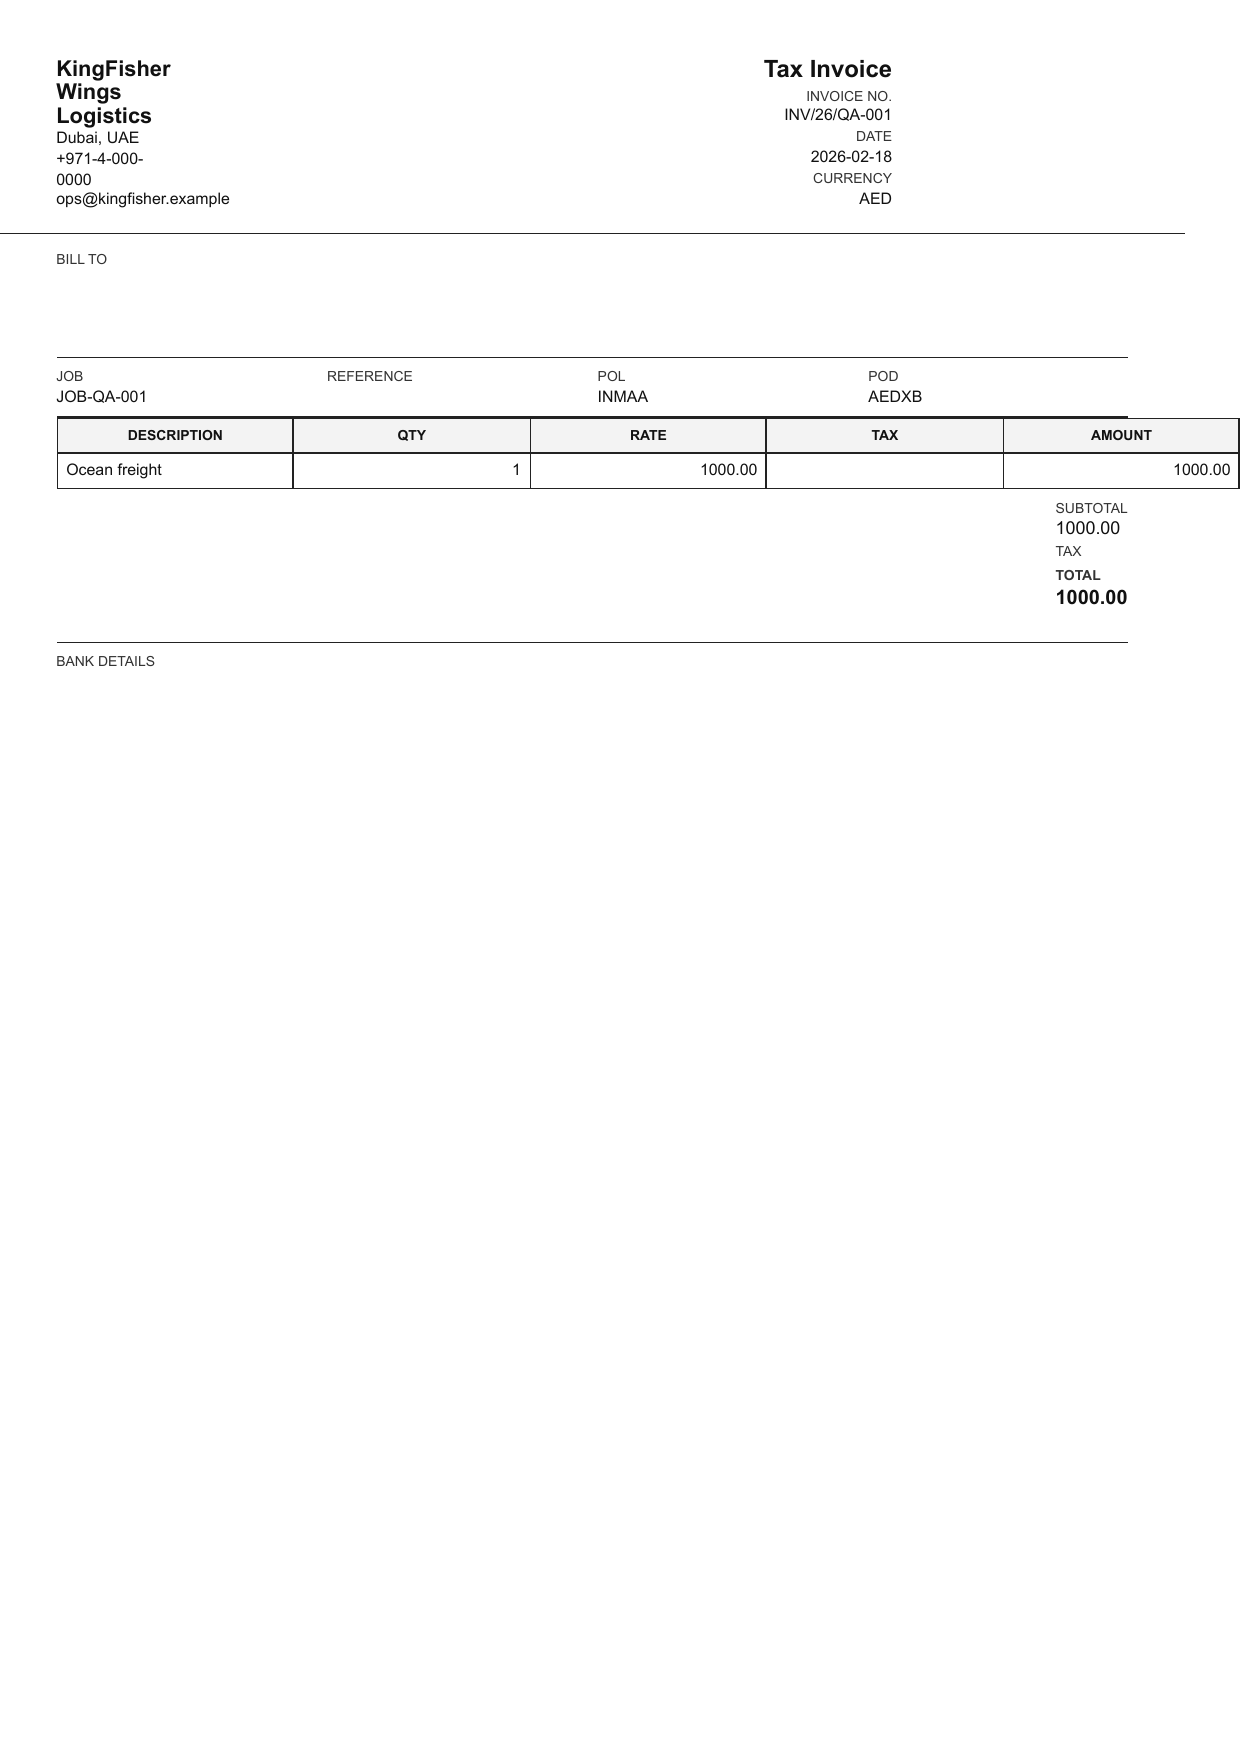 KingFisher
Wings
Logistics
Dubai, UAE
+971-4-000-
0000
ops@kingfisher.example
Tax Invoice
INVOICE NO.
INV/26/QA-001
DATE
2026-02-18
CURRENCY
AED
BILL TO
JOB REFERENCE POL POD
JOB-QA-001 INMAA AEDXB
DESCRIPTION QTY RATE TAX AMOUNT
Ocean freight 1 1000.00 1000.00
SUBTOTAL
1000.00
TAX
TOTAL
1000.00
BANK DETAILS